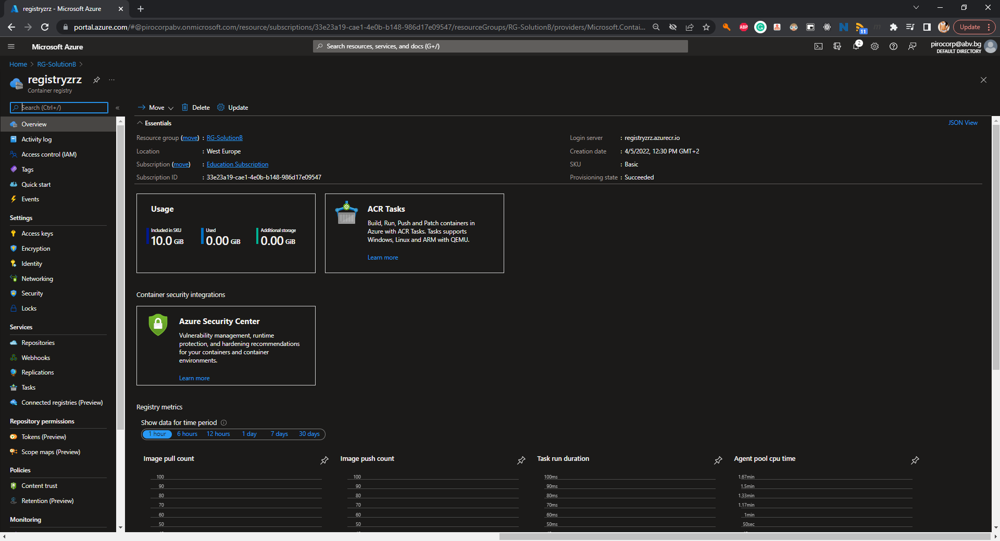 registryzrz - Microsoft Azure
portal.azure.com/#@pirocorpabv.onmicrosoft.com/resource/subscriptions/33e23a19-cae1-4e0b-b148-986d17e09547/resourceGroups/RG-SolutionB/providers/Microsoft.Contai...
ABP
11
Update
Microsoft Azure
Search resources, services, and docs (G+/)
2
pirocorp@abv.bg
DEFAULT DIRECTORY
Home > RG-SolutionB >
registryzrz
Container registry
Search (Ctrl+/)
Move
Delete
Update
Overview
Activity log
Access control (IAM)
Tags
Quick start
Events
Settings
Access keys
Encryption
Identity
Networking
Security
Locks
Services
Repositories
Webhooks
Replications
Tasks
Connected registries (Preview)
Repository permissions
Tokens (Preview)
Scope maps (Preview)
Policies
Content trust
Retention (Preview)
Monitoring
Essentials
JSON View
Resource group (move) : RG-SolutionB
Location : West Europe
Subscription (move) : Education Subscription
Subscription ID : 33e23a19-cae1-4e0b-b148-986d17e09547
Login server : registryzrz.azurecr.io
Creation date : 4/5/2022, 12:30 PM GMT+2
SKU : Basic
Provisioning state : Succeeded
Usage
Included in SKU
10.0 GiB
Used
0.00 GiB
Additional storage
0.00 GiB
ACR Tasks
Build, Run, Push and Patch containers in
Azure with ACR Tasks. Tasks supports
Windows, Linux and ARM with QEMU.
Learn more
Container security integrations
Azure Security Center
Vulnerability management, runtime
protection, and hardening recommendations
for your containers and container
environments.
Learn more
Registry metrics
Show data for time period
1 hour 6 hours 12 hours 1 day 7 days 30 days
Image pull count
100
90
80
70
60
50
Image push count
100
90
80
70
60
50
Task run duration
100ms
90ms
80ms
70ms
60ms
50ms
Agent pool cpu time
1.67min
1.5min
1.33min
1.17min
1min
50sec